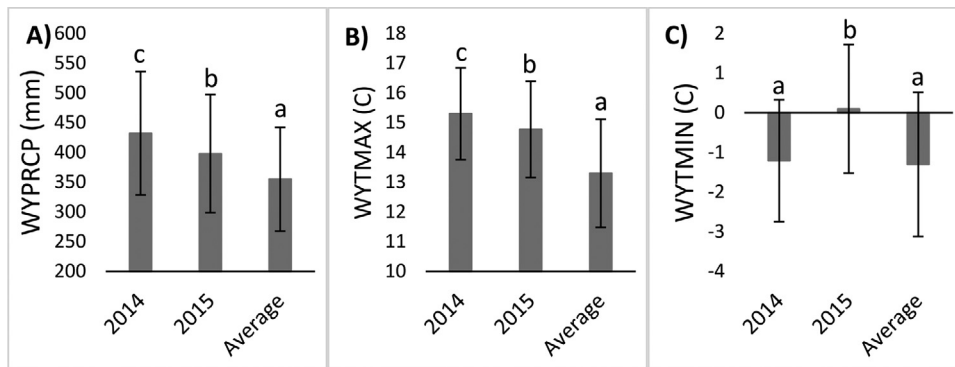 A)
WYPRCP (mm)
600
550
500
450
400
350
300
250
200
c
b
a
2014
2015
Average
B)
WYTMAX (C)
18
17
16
15
14
13
12
11
10
c
b
a
2014
2015
Average
C)
WYTMIN (C)
2
1
0
-1
-2
-3
-4
a
b
a
2014
2015
Average